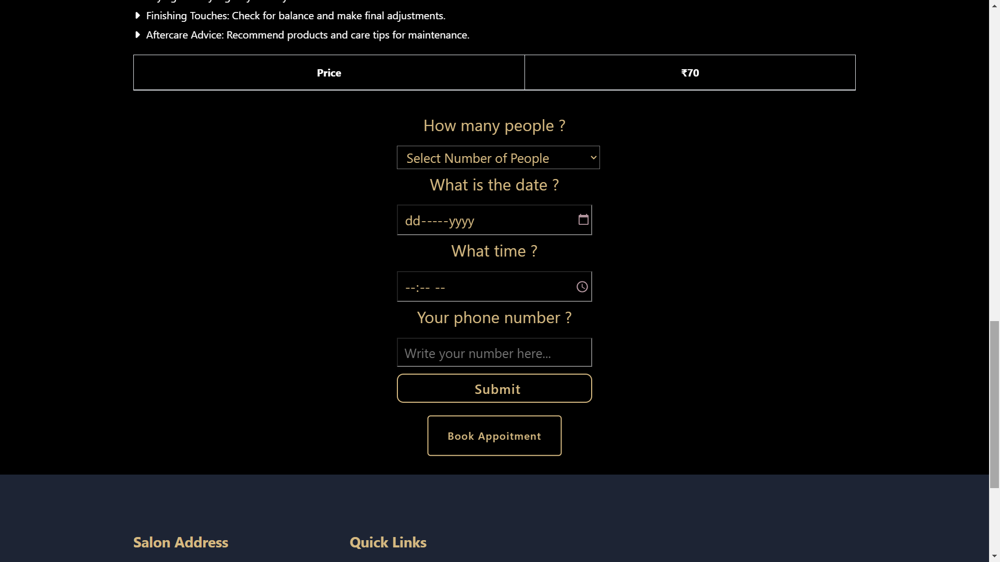 Finishing Touches: Check for balance and make final adjustments.
Aftercare Advice: Recommend products and care tips for maintenance.
Price ₹70
How many people ?
Select Number of People
What is the date ?
dd-----yyyy
What time ?
--:-- --
Your phone number ?
Write your number here...
Submit
Book Appoitment
Salon Address Quick Links